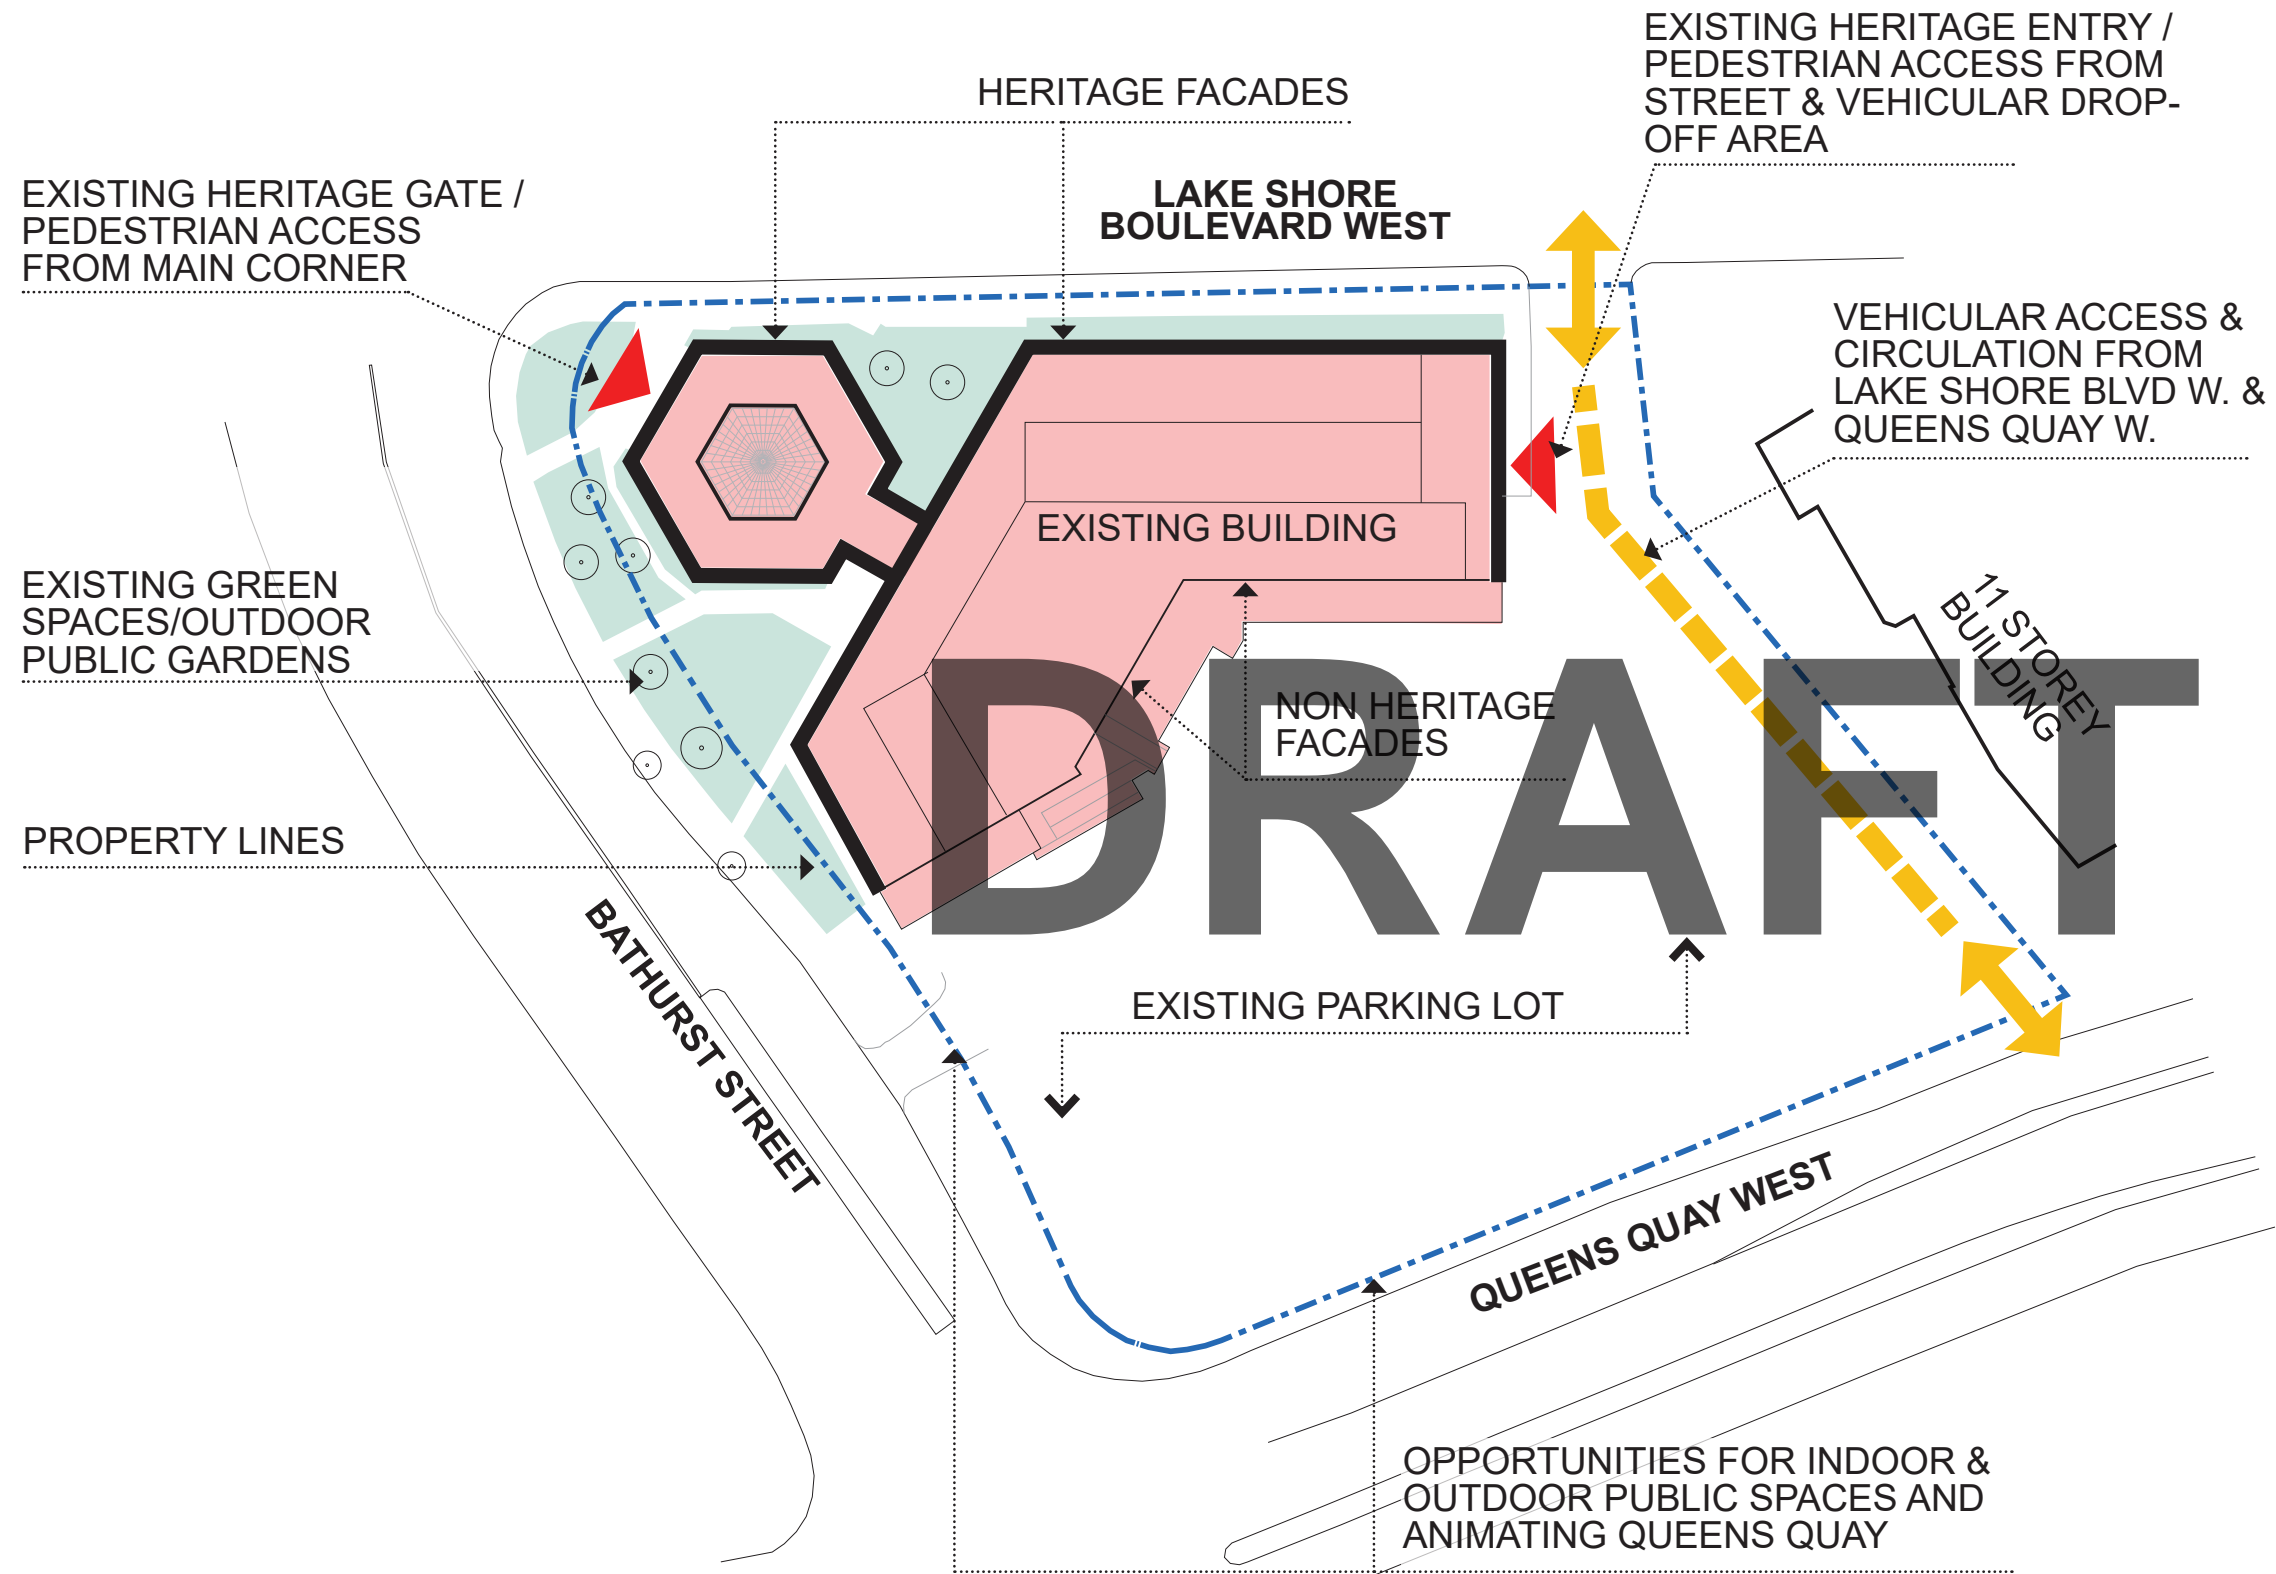 EXISTING HERITAGE ENTRY /
PEDESTRIAN ACCESS FROM
STREET & VEHICULAR DROP-
OFF AREA
HERITAGE FACADES
LAKE SHORE
BOULEVARD WEST
EXISTING HERITAGE GATE /
PEDESTRIAN ACCESS
FROM MAIN CORNER
VEHICULAR ACCESS &
CIRCULATION FROM
LAKE SHORE BLVD W. &
QUEENS QUAY W.
EXISTING BUILDING
EXISTING GREEN
SPACES/OUTDOOR
PUBLIC GARDENS
11 STOREY
BUILDING
NON HERITAGE
FACADES
DRAFT
PROPERTY LINES
BATHURST STREET
EXISTING PARKING LOT
QUEENS QUAY WEST
OPPORTUNITIES FOR INDOOR &
OUTDOOR PUBLIC SPACES AND
ANIMATING QUEENS QUAY